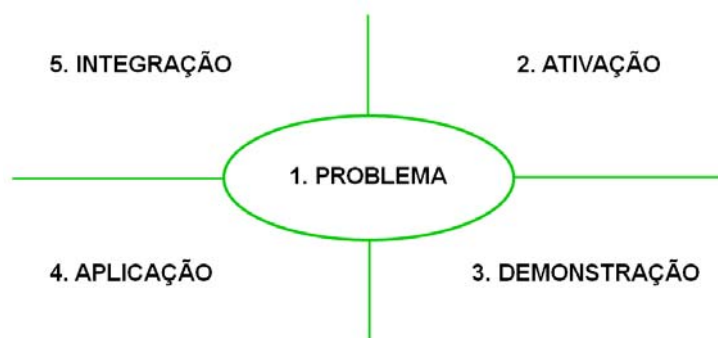 5. INTEGRAÇÃO
2. ATIVAÇÃO
1. PROBLEMA
4. APLICAÇÃO
3. DEMONSTRAÇÃO